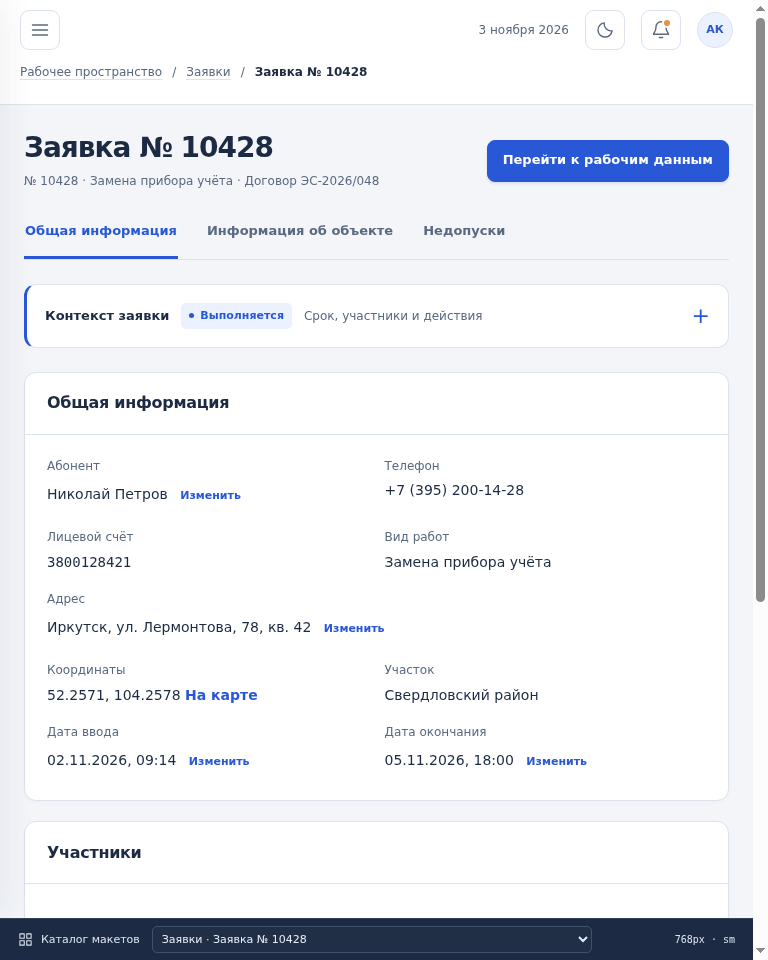 3 ноября 2026
АК
Рабочее пространство / Заявки / Заявка № 10428
Заявка № 10428
№ 10428 · Замена прибора учёта · Договор ЭС-2026/048
Перейти к рабочим данным
Общая информация
Информация об объекте
Недопуски
Контекст заявки
Выполняется
Срок, участники и действия
Общая информация
Абонент
Николай Петров Изменить
Телефон
+7 (395) 200-14-28
Лицевой счёт
3800128421
Вид работ
Замена прибора учёта
Адрес
Иркутск, ул. Лермонтова, 78, кв. 42 Изменить
Координаты
52.2571, 104.2578 На карте
Участок
Свердловский район
Дата ввода
02.11.2026, 09:14 Изменить
Дата окончания
05.11.2026, 18:00 Изменить
Участники
Каталог макетов
Заявки · Заявка № 10428
768px · sm